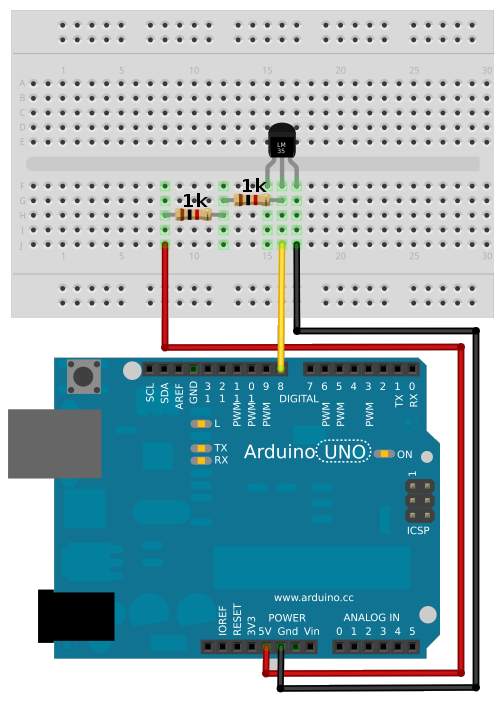 1 5 10 15 20 25 30
A
B
C
D
E
LM
35
F
G
H
I
J
1k
1k
1 5 10 15 20 25 30
SCL
SDA
AREF
GND
13
12
PWM 11
PWM 10
PWM 9
8
7
PWM 6
PWM 5
4
PWM 3
2
TX 1
RX 0
DIGITAL
L
TX
RX
Arduino UNO
ON
1
ICSP
www.arduino.cc
POWER
ANALOG IN
IOREF
RESET
3V3
5V Gnd Vin
0 1 2 3 4 5